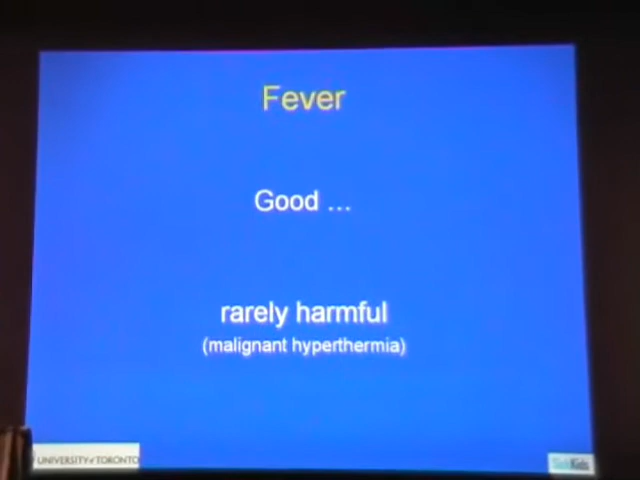 Fever
Good ...
rarely harmful
(malignant hyperthermia)
UNIVERSITY of TORONTO
SickKids